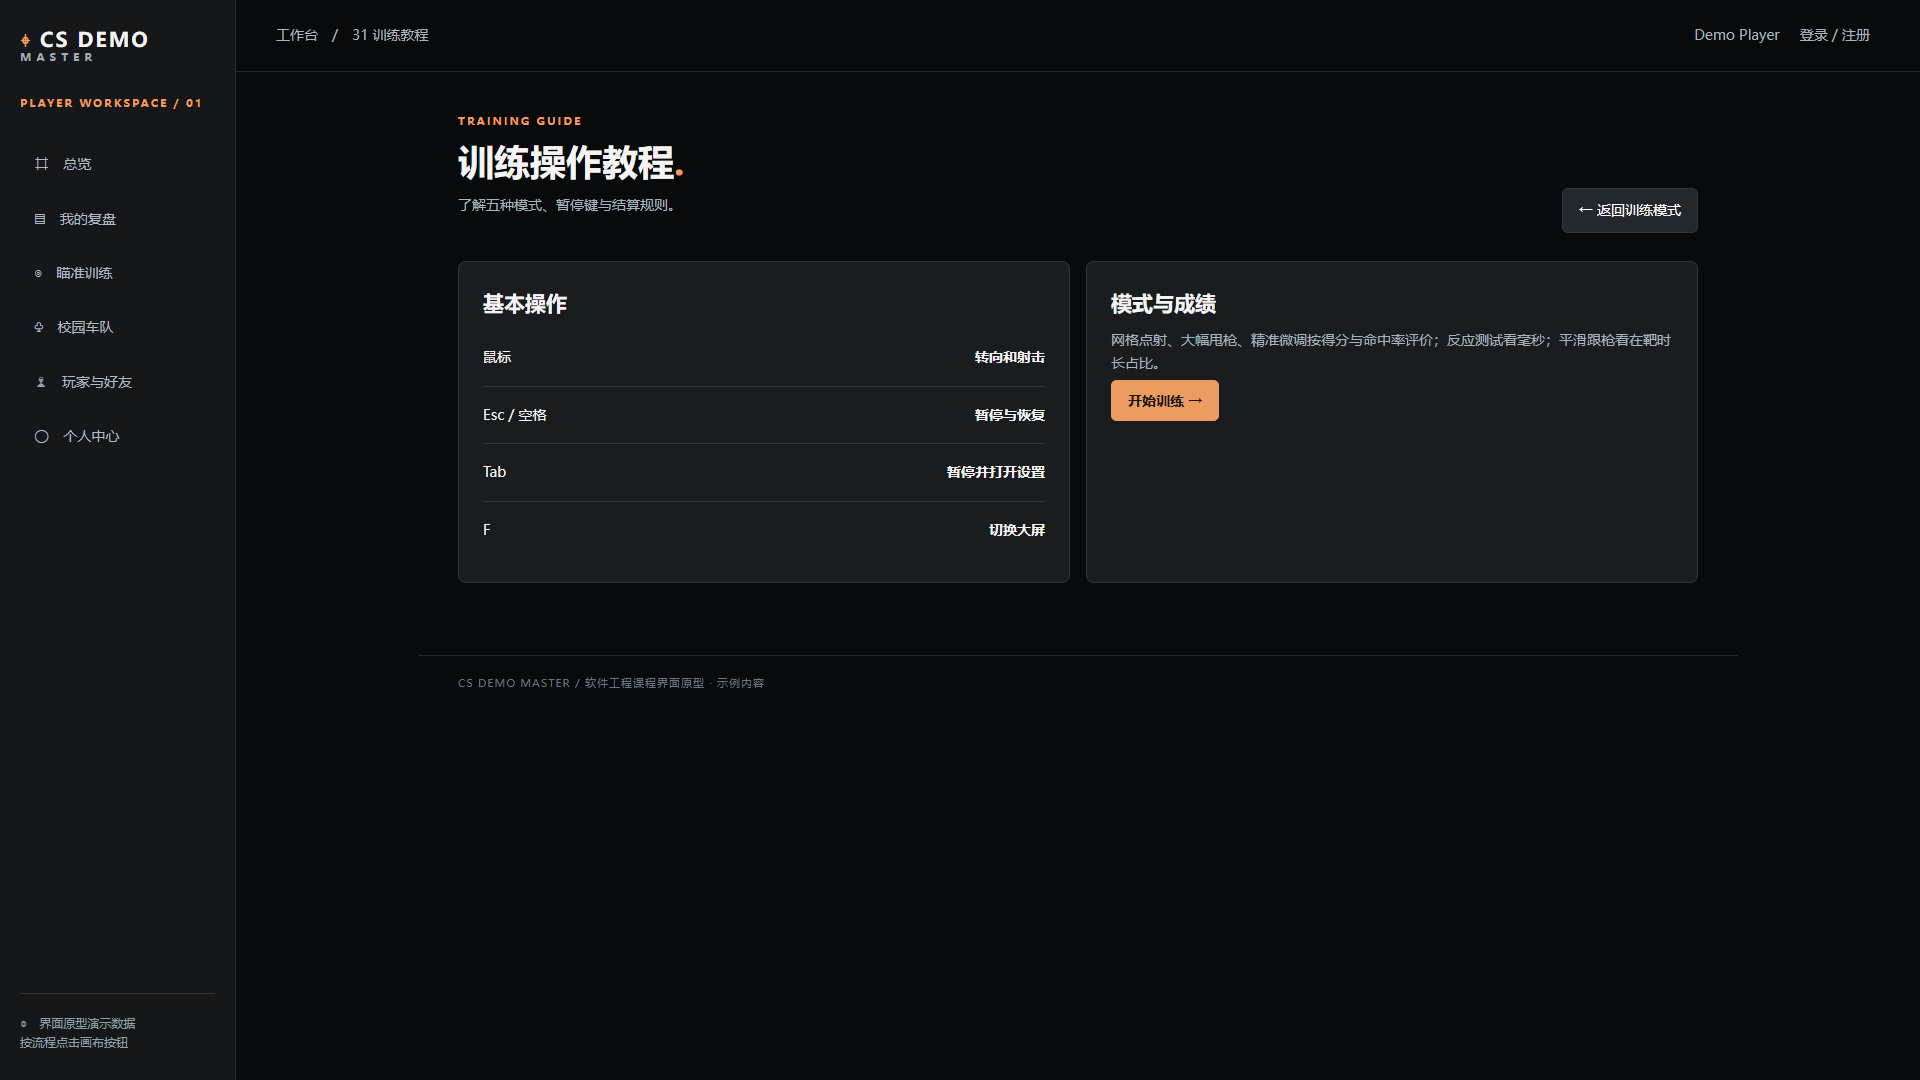 CS DEMO
MASTER
PLAYER WORKSPACE / 01
总览
我的复盘
瞄准训练
校园车队
玩家与好友
个人中心
界面原型演示数据
按流程点击画布按钮
工作台 / 31 训练教程
Demo Player 登录 / 注册
TRAINING GUIDE
训练操作教程.
了解五种模式、暂停键与结算规则。
← 返回训练模式
基本操作
鼠标 转向和射击
Esc / 空格 暂停与恢复
Tab 暂停并打开设置
F 切换大屏
模式与成绩
网格点射、大幅甩枪、精准微调按得分与命中率评价；反应测试看毫秒；平滑跟枪看在靶时
长占比。
开始训练 →
CS DEMO MASTER / 软件工程课程界面原型 · 示例内容